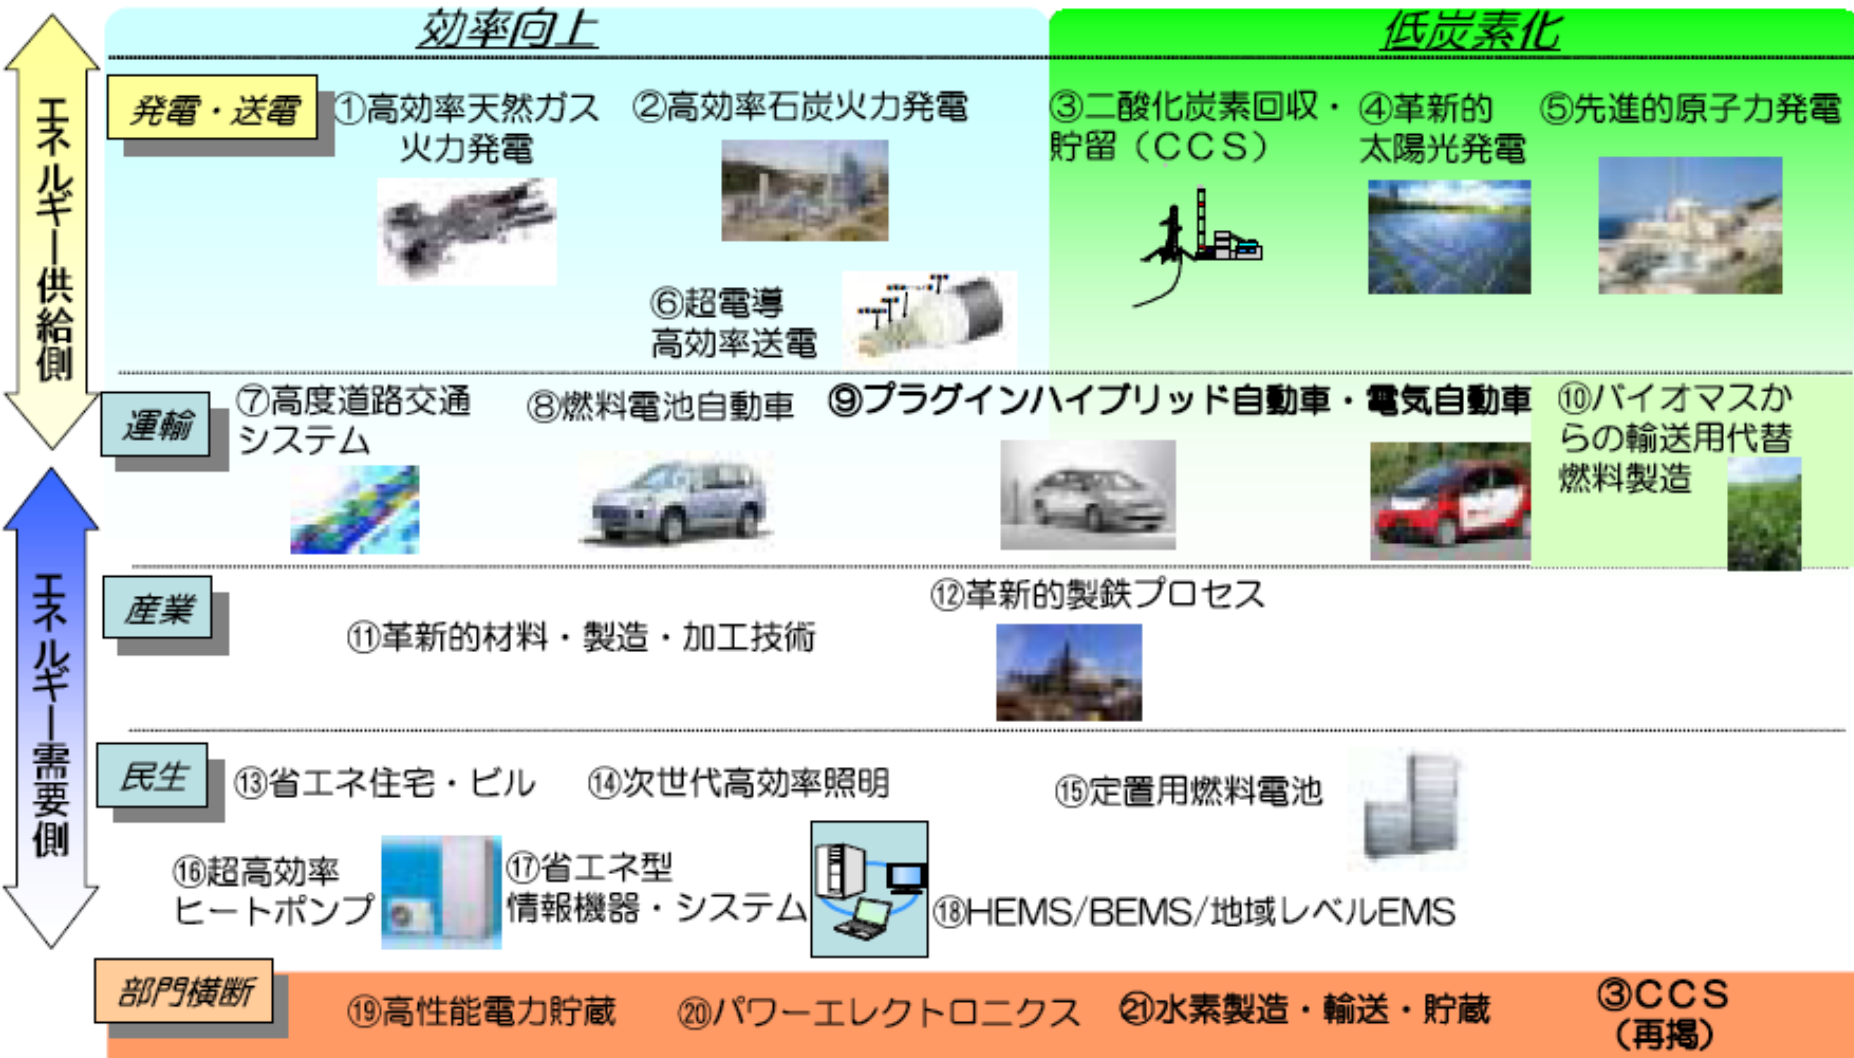 効率向上
低炭素化
エネルギー供給側
発電・送電
①高効率天然ガス
火力発電
②高効率石炭火力発電
③二酸化炭素回収・
貯留（ＣＣＳ）
④革新的
太陽光発電
⑤先進的原子力発電
⑥超電導
高効率送電
運輸
⑦高度道路交通
システム
⑧燃料電池自動車
⑨プラグインハイブリッド自動車・電気自動車
⑩バイオマスか
らの輸送用代替
燃料製造
エネルギー需要側
産業
⑪革新的材料・製造・加工技術
⑫革新的製鉄プロセス
民生
⑬省エネ住宅・ビル
⑭次世代高効率照明
⑮定置用燃料電池
⑯超高効率
ヒートポンプ
⑰省エネ型
情報機器・システム
⑱HEMS/BEMS/地域レベルEMS
部門横断
⑲高性能電力貯蔵
⑳パワーエレクトロニクス
㉑水素製造・輸送・貯蔵
③ＣＣＳ
（再掲）